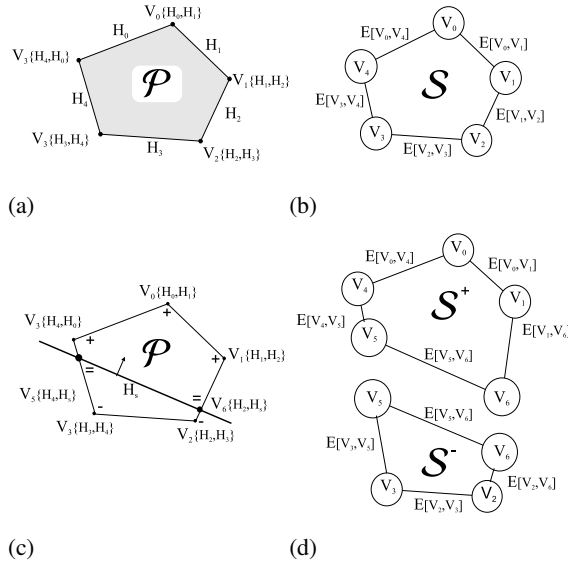 V₀{H₀,H₁}
H₀
H₁
V₃{H₄,H₀}
P
V₁{H₁,H₂}
H₄
H₂
V₃{H₃,H₄}
H₃
V₂{H₂,H₃}
(a)
V₀
E[V₀,V₄]
E[V₀,V₁]
V₄
S
V₁
E[V₃,V₄]
E[V₁,V₂]
V₃
V₂
E[V₂,V₃]
(b)
V₀{H₀,H₁}
V₃{H₄,H₀}
+
+
P
+
V₁{H₁,H₂}
=
Hₛ
V₅{H₄,Hₛ}
=
V₆{H₂,Hₛ}
-
-
V₃{H₃,H₄}
V₂{H₂,H₃}
(c)
V₀
E[V₀,V₄]
E[V₀,V₁]
V₄
S⁺
V₁
E[V₄,V₅]
V₅
E[V₁,V₆]
E[V₅,V₆]
V₆
V₅
E[V₅,V₆]
E[V₃,V₅]
S⁻
V₆
V₃
V₂
E[V₂,V₆]
E[V₂,V₃]
(d)